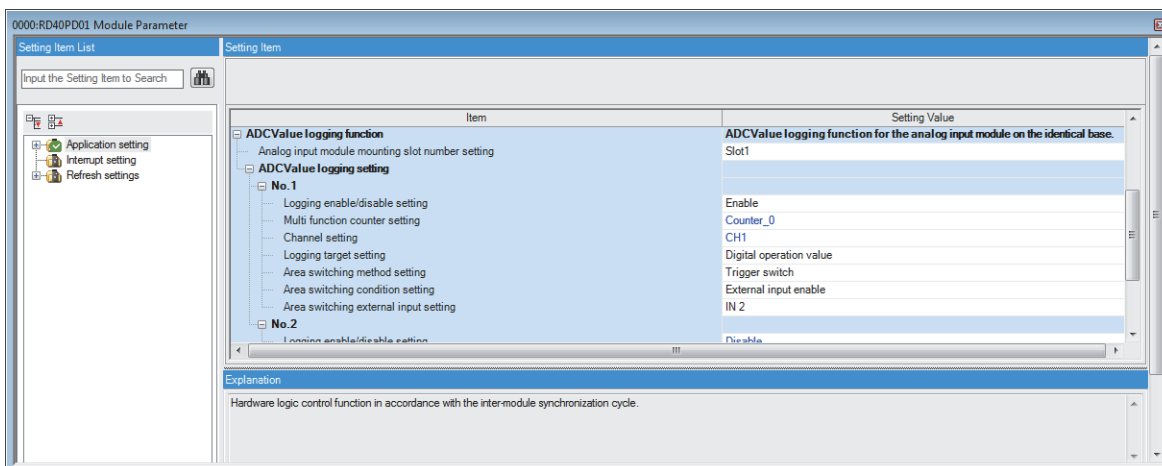 0000:RD40PD01 Module Parameter
Setting Item List
Setting Item
Input the Setting Item to Search
Application setting
Interrupt setting
Refresh settings
Item Setting Value
ADCValue logging function ADCValue logging function for the analog input module on the identical base.
Analog input module mounting slot number setting Slot1
ADCValue logging setting
No.1
Logging enable/disable setting Enable
Multi function counter setting Counter_0
Channel setting CH1
Logging target setting Digital operation value
Area switching method setting Trigger switch
Area switching condition setting External input enable
Area switching external input setting IN 2
No.2
Logging enable/disable setting Disable
Explanation
Hardware logic control function in accordance with the inter-module synchronization cycle.